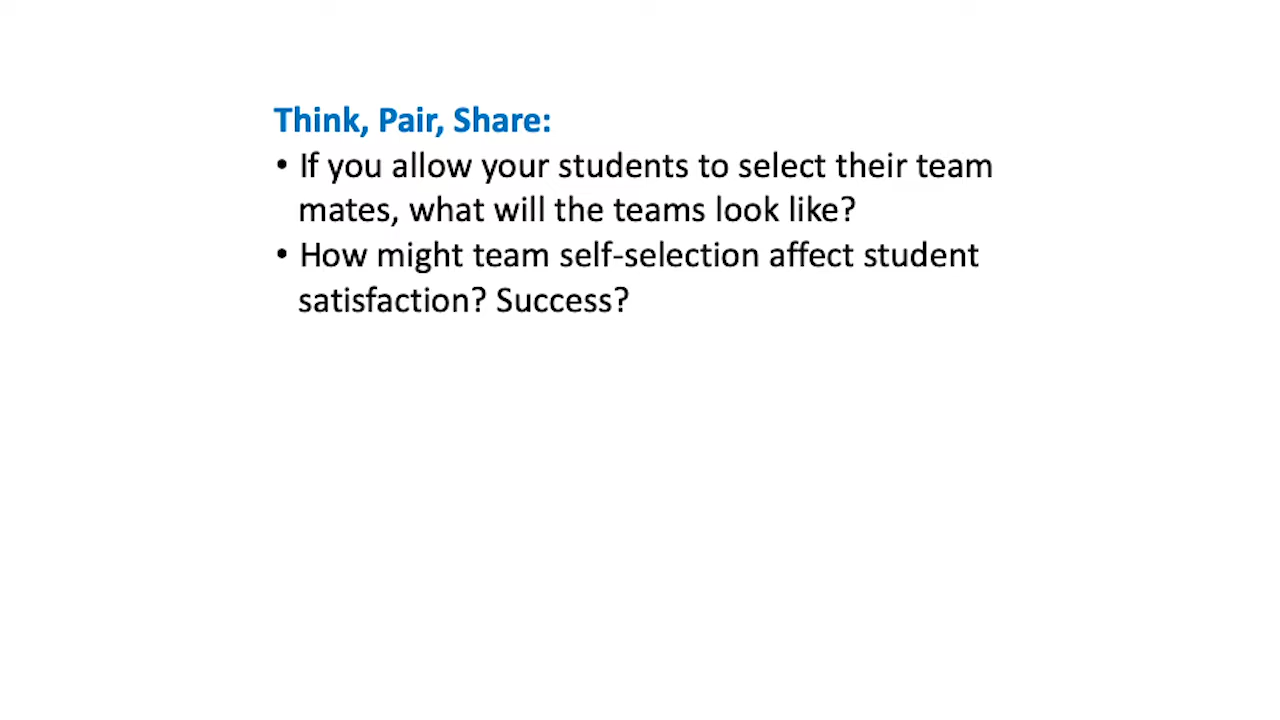 Think, Pair, Share:
• If you allow your students to select their team
mates, what will the teams look like?
• How might team self-selection affect student
satisfaction? Success?